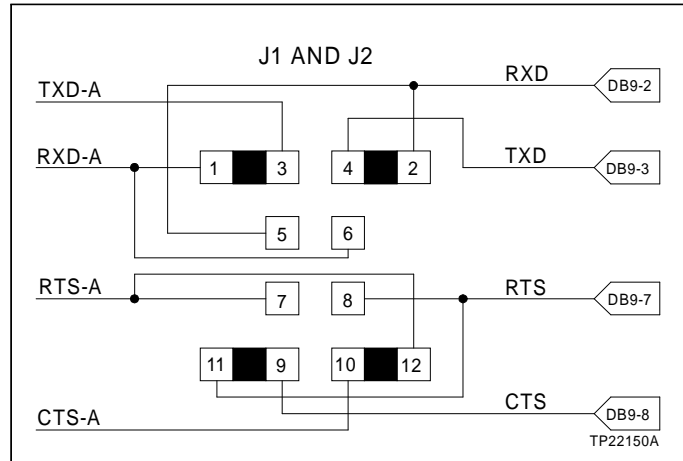 J1 AND J2
TXD-A
RXD
DB9-2
RXD-A
1 3 4 2
TXD
DB9-3
5 6
RTS-A
7 8
RTS
DB9-7
11 9 10 12
CTS-A
CTS
DB9-8
TP22150A